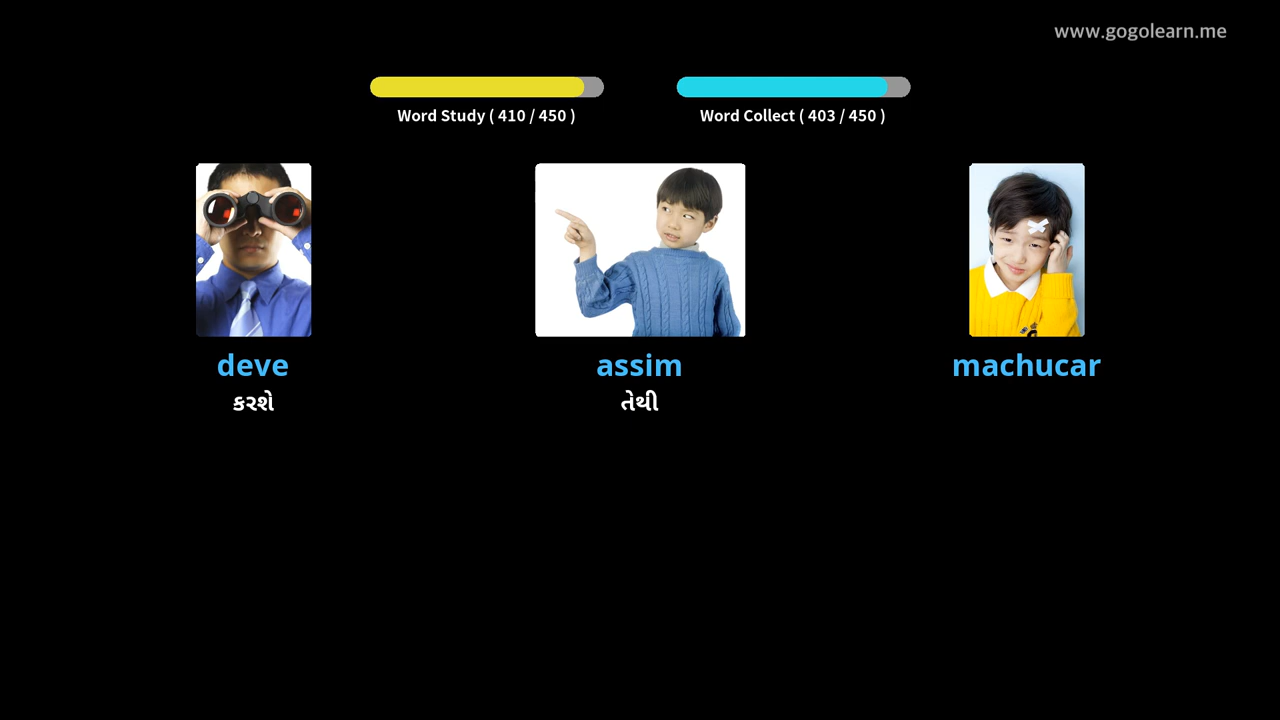 www.gogolearn.me
Word Study ( 410 / 450 )
Word Collect ( 403 / 450 )
deve
assim
machucar
કરશે
તેથી